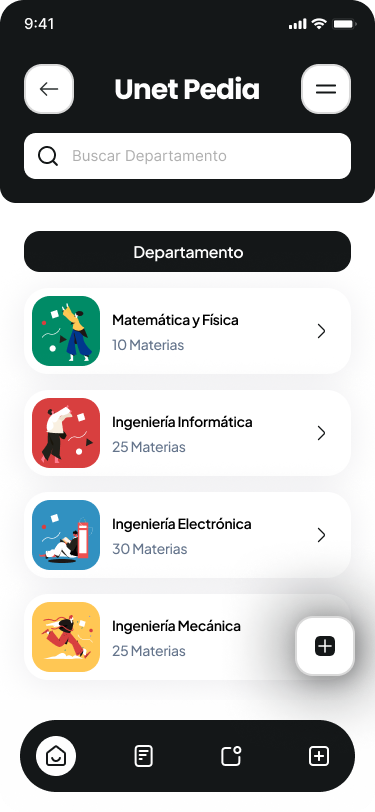 9:41
Unet Pedia
Buscar Departamento
Departamento
Matemática y Física
10 Materias
Ingeniería Informática
25 Materias
Ingeniería Electrónica
30 Materias
Ingeniería Mecánica
25 Materias